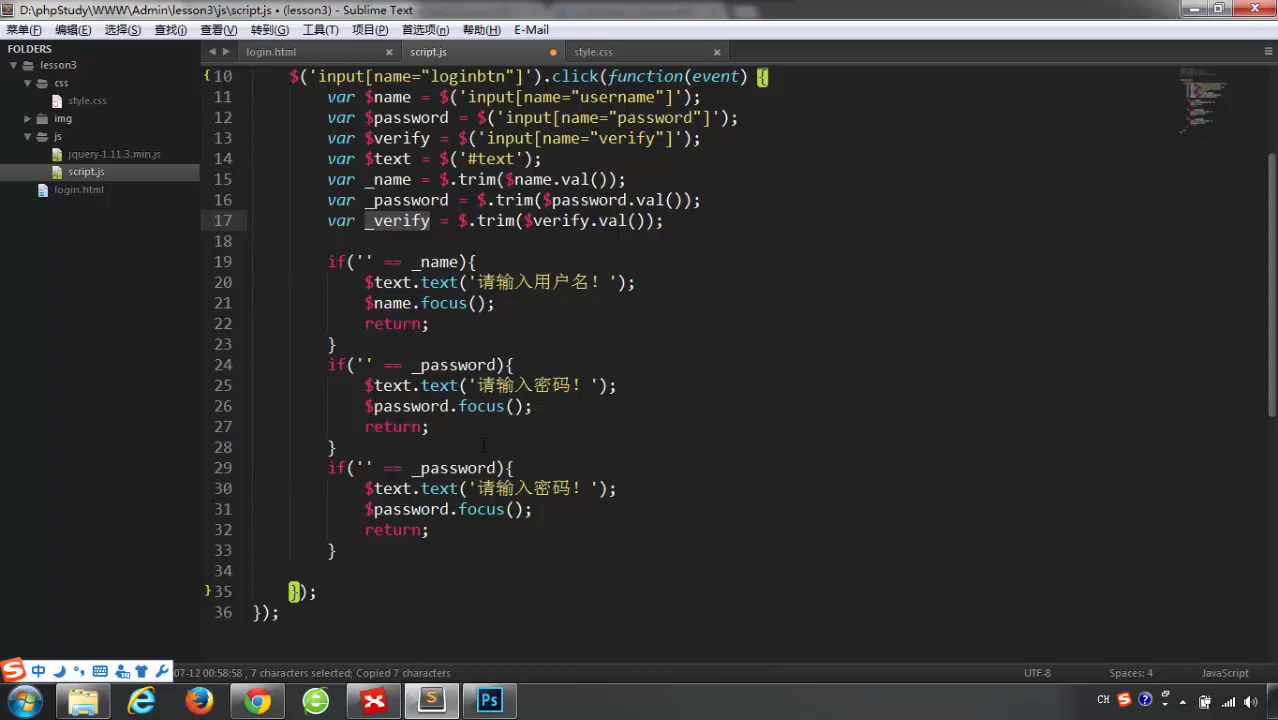 D:\phpStudy\WWW\Admin\lesson3\js\script.js • (lesson3) - Sublime Text
菜单(F) 编辑(E) 选择(S) 查找(I) 查看(V) 转到(G) 工具(T) 项目(P) 首选项(n) 帮助(H) E-Mail
FOLDERS
lesson3
css
style.css
img
js
jquery-1.11.3.min.js
script.js
login.html
login.html × script.js style.css ×
10 $('input[name="loginbtn"]').click(function(event) {
11 var $name = $('input[name="username"]');
12 var $password = $('input[name="password"]');
13 var $verify = $('input[name="verify"]');
14 var $text = $('#text');
15 var _name = $.trim($name.val());
16 var _password = $.trim($password.val());
17 var _verify = $.trim($verify.val());
18
19 if('' == _name){
20 $text.text('请输入用户名！');
21 $name.focus();
22 return;
23 }
24 if('' == _password){
25 $text.text('请输入密码！');
26 $password.focus();
27 return;
28 }
29 if('' == _password){
30 $text.text('请输入密码！');
31 $password.focus();
32 return;
33 }
34
35 });
36 });
07-12 00:58:58 , 7 characters selected; Copied 7 characters UTF-8 Spaces: 4 JavaScript
中
CH